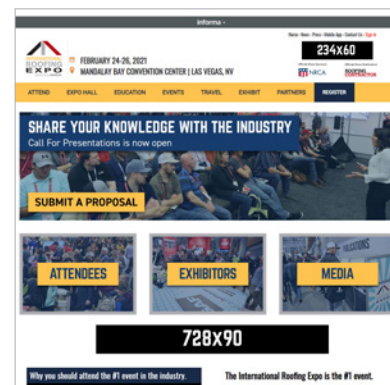 informa
Home · News · Press · Mobile App · Contact Us · Sign In
234x60
INTERNATIONAL
ROOFING
EXPO
FEBRUARY 24-26, 2021
MANDALAY BAY CONVENTION CENTER | LAS VEGAS, NV
NRCA
ROOFING
CONTRACTOR
ATTEND EXPO HALL EDUCATION EVENTS TRAVEL EXHIBIT PARTNERS REGISTER
SHARE YOUR KNOWLEDGE WITH THE INDUSTRY
Call For Presentations is now open
SUBMIT A PROPOSAL
ATTENDEES EXHIBITORS MEDIA
728x90
Why you should attend the #1 event in the industry.
The International Roofing Expo is the #1 event.